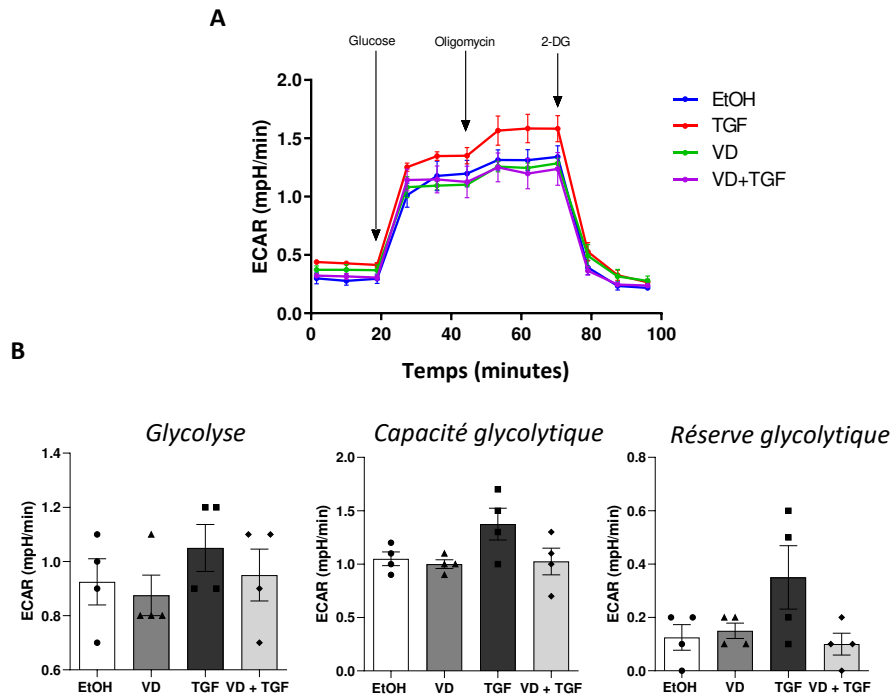 A
Glucose Oligomycin 2-DG
2.0
1.5
1.0
0.5
0.0
ECAR (mpH/min)
0 20 40 60 80 100
Temps (minutes)
EtOH
TGF
VD
VD+TGF
B
Glycolyse
1.4
1.2
1.0
0.8
0.6
ECAR (mpH/min)
EtOH VD TGF VD + TGF
Capacité glycolytique
2.0
1.5
1.0
0.5
0.0
ECAR (mpH/min)
EtOH VD TGF VD + TGF
Réserve glycolytique
0.8
0.6
0.4
0.2
0.0
ECAR (mpH/min)
EtOH VD TGF VD + TGF